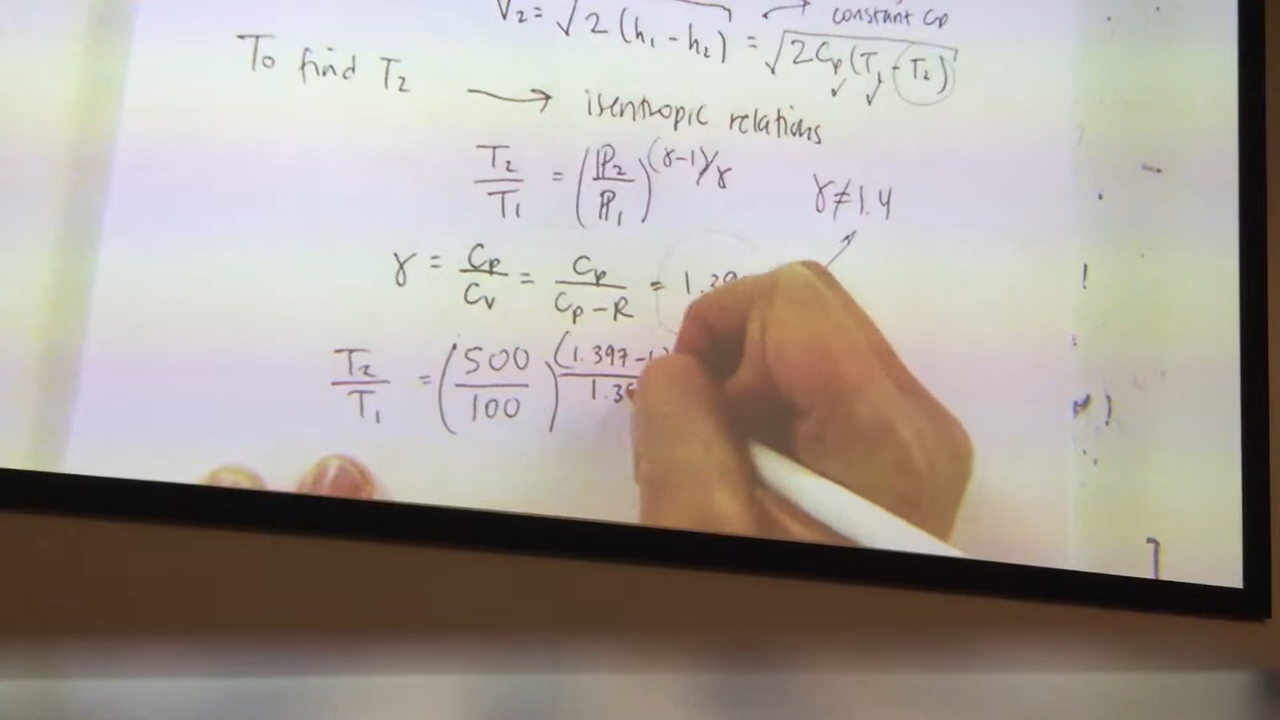 constant Cp
V₂ = √2(h₁ - h₂) = √2Cp(T₁ - T₂)
To find T₂ → isentropic relations
T₂/T₁ = (P₂/P₁)^(γ-1)/γ
γ≠1.4
γ = Cp/Cv = Cp/(Cp-R) = 1.39
T₂/T₁ = (500/100)^(1.397-1)/1.3